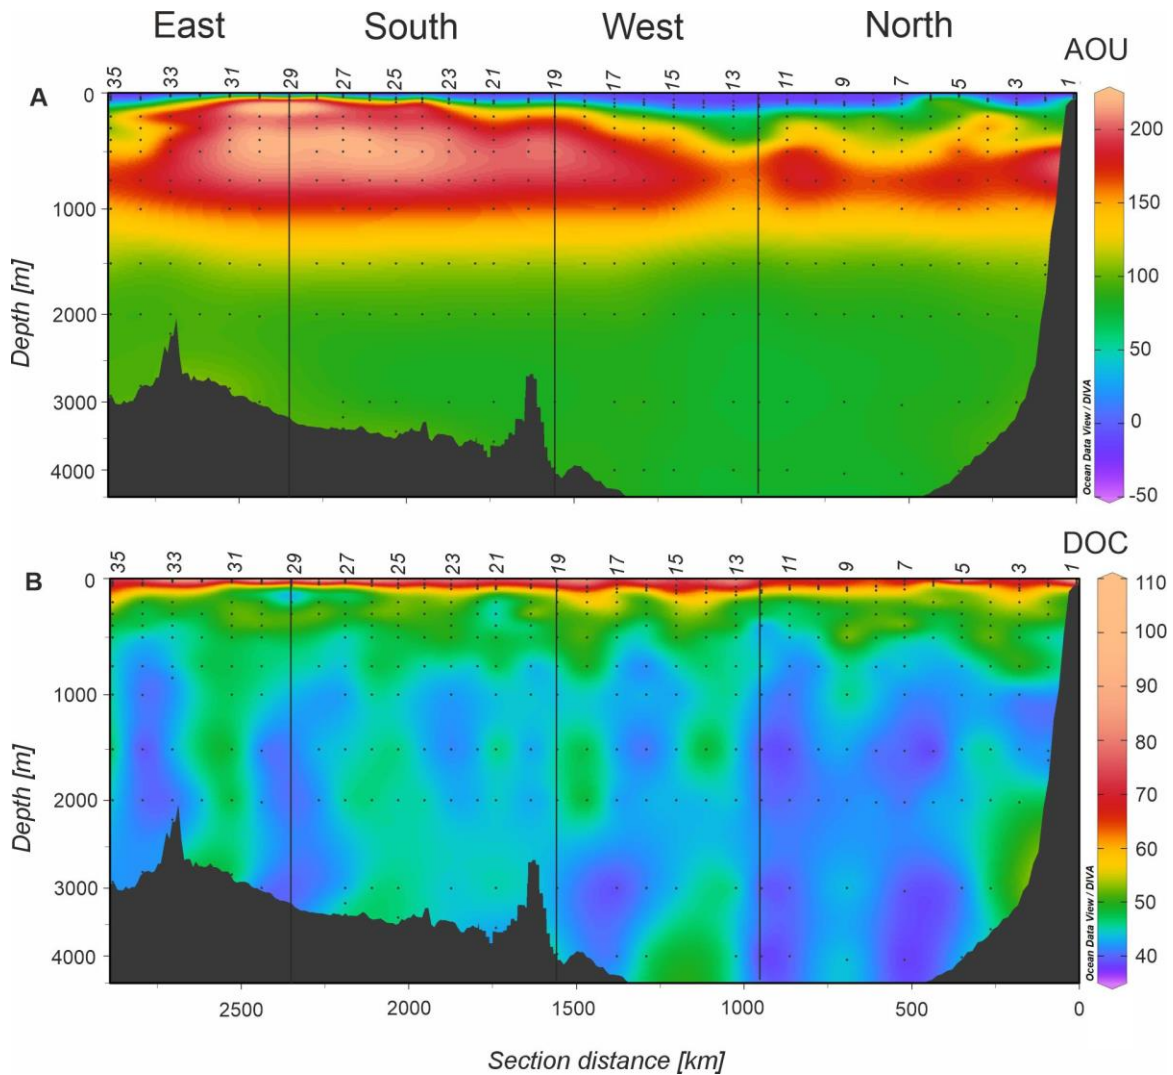 East South West North
AOU
A
35 33 31 29 27 25 23 21 19 17 15 13 11 9 7 5 3 1
0
1000
2000
3000
4000
Depth [m]
200
150
100
50
0
-50
Ocean Data View / DIVA
DOC
B
35 33 31 29 27 25 23 21 19 17 15 13 11 9 7 5 3 1
0
1000
2000
3000
4000
Depth [m]
110
100
90
80
70
60
50
40
Ocean Data View / DIVA
2500 2000 1500 1000 500 0
Section distance [km]